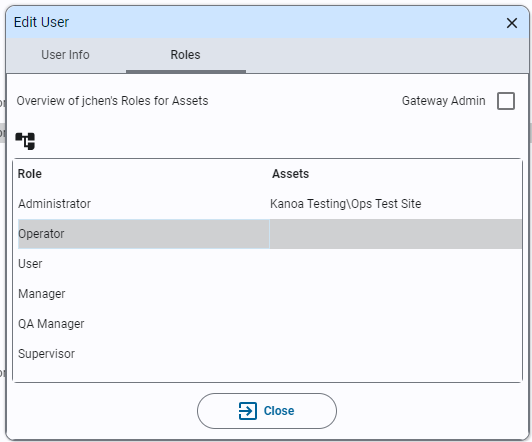 Edit User
User Info Roles
Overview of jchen's Roles for Assets Gateway Admin
Role Assets
Administrator Kanoa Testing\Ops Test Site
Operator
User
Manager
QA Manager
Supervisor
Close